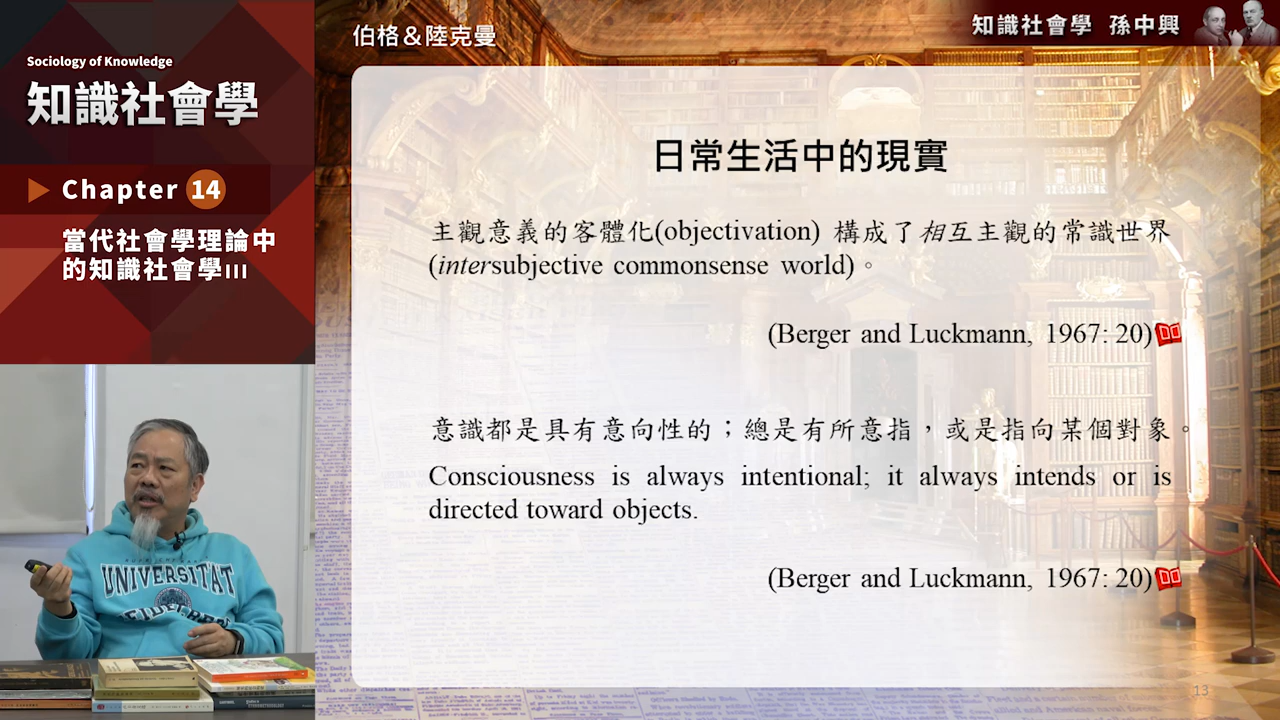 Sociology of Knowledge
知識社會學
Chapter 14
當代社會學理論中
的知識社會學III
伯格&陸克曼
知識社會學 孫中興
日常生活中的現實
主觀意義的客體化(objectivation) 構成了相互主觀的常識世界
(intersubjective commonsense world)。
(Berger and Luckmann, 1967: 20)
意識都是具有意向性的;總是有所意指,或是指向某個對象。
Consciousness is always intentional; it always intends or is
directed toward objects.
(Berger and Luckmann, 1967: 20)
13
UNIVERSITÄT